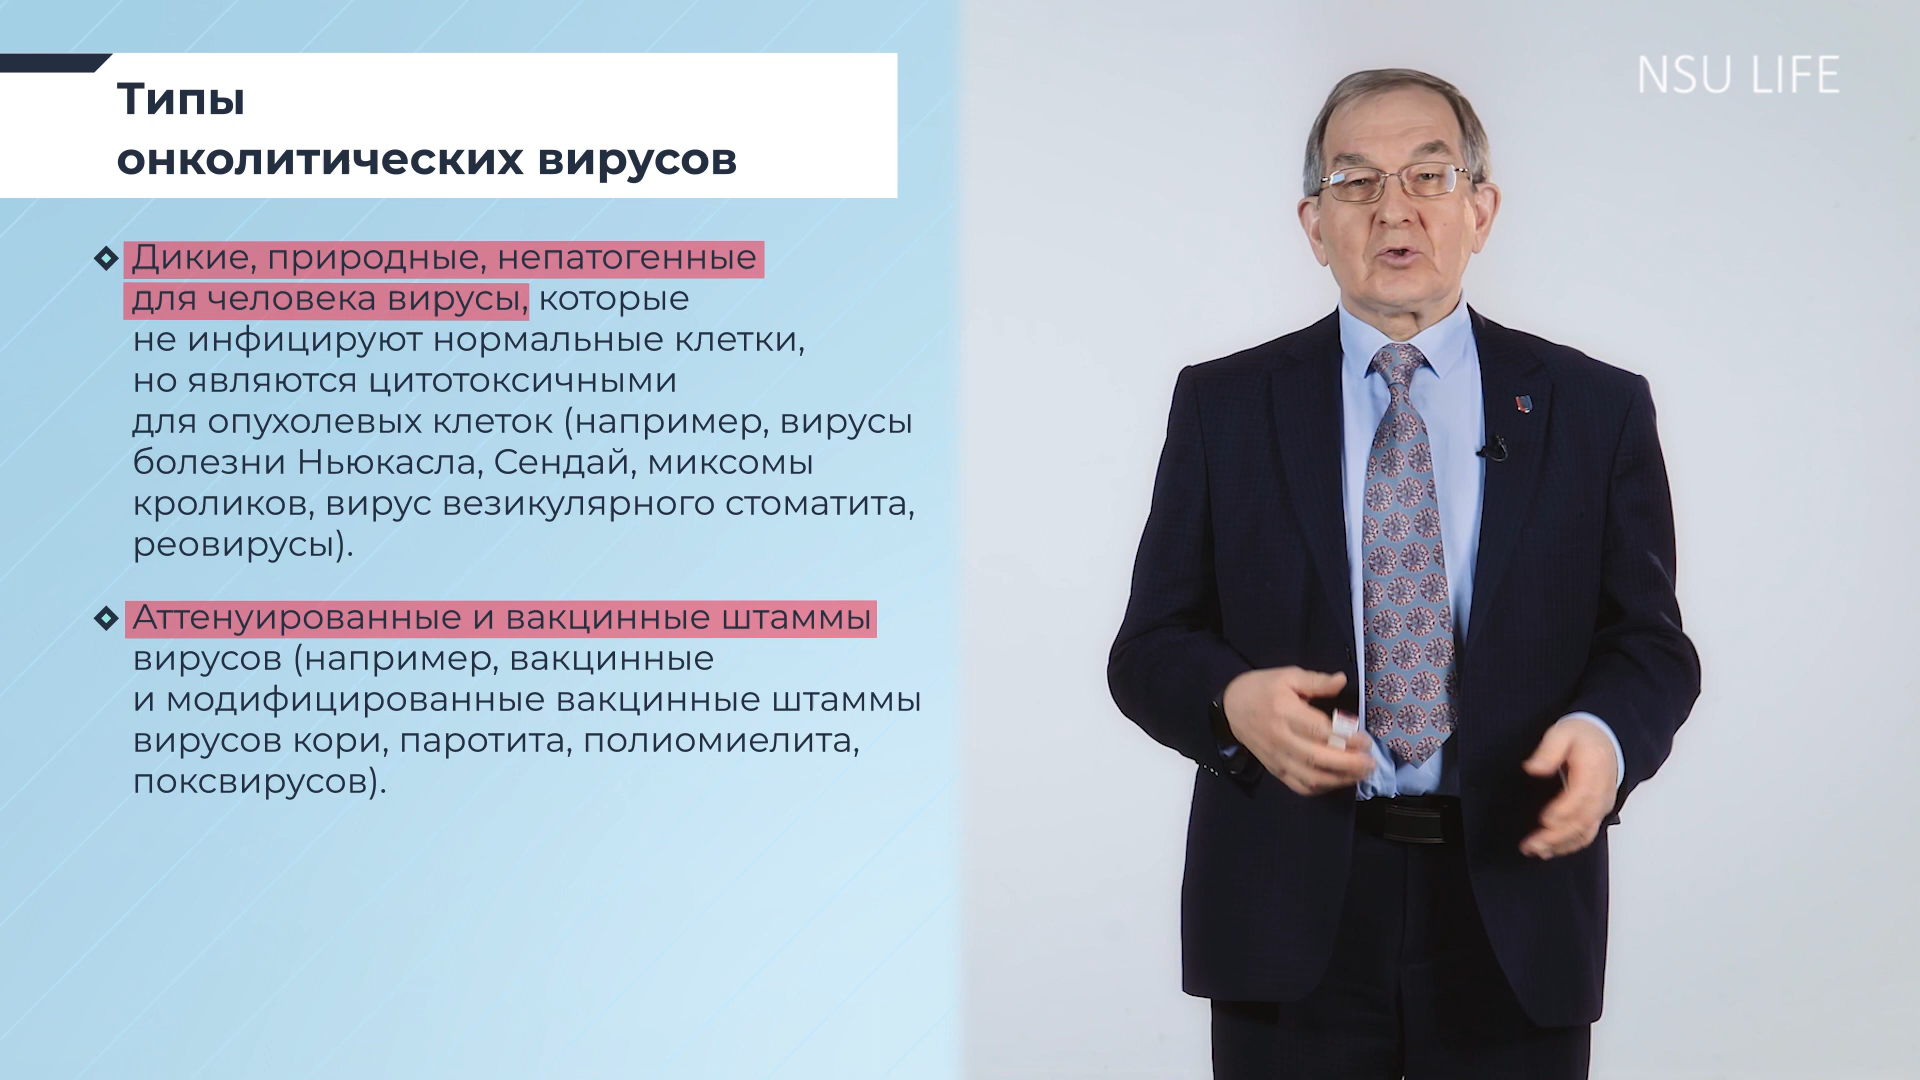 Типы
онколитических вирусов
Дикие, природные, непатогенные
для человека вирусы, которые
не инфицируют нормальные клетки,
но являются цитотоксичными
для опухолевых клеток (например, вирусы
болезни Ньюкасла, Сендай, миксомы
кроликов, вирус везикулярного стоматита,
реовирусы).
Аттенуированные и вакцинные штаммы
вирусов (например, вакцинные
и модифицированные вакцинные штаммы
вирусов кори, паротита, полиомиелита,
поксвирусов).
NSU LIFE